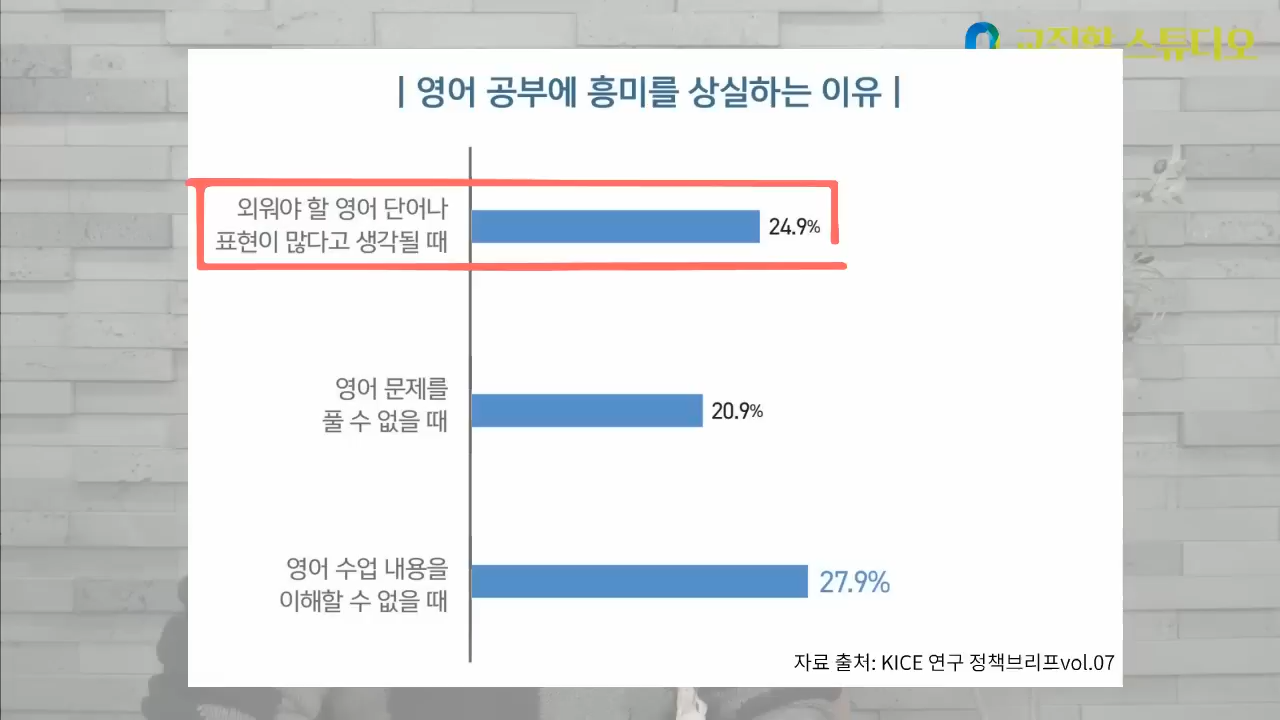 스튜디오
| 영어 공부에 흥미를 상실하는 이유 |
외워야 할 영어 단어나
표현이 많다고 생각될 때
24.9%
영어 문제를
풀 수 없을 때
20.9%
영어 수업 내용을
이해할 수 없을 때
27.9%
자료 출처: KICE 연구 정책브리프vol.07